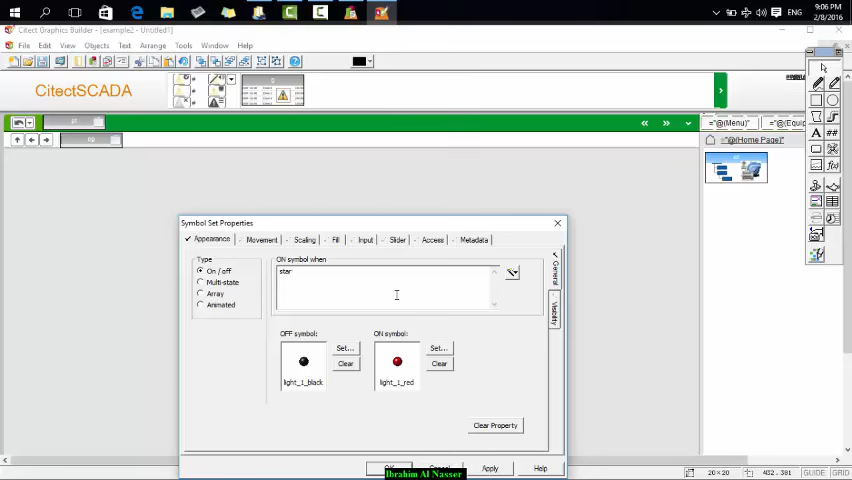 9:06 PM
ENG
2/8/2016
Citect Graphics Builder - [example2 - Untitled1]
File Edit View Objects Text Arrange Tools Window Help
CitectSCADA
="@(Menu)" ="@(Equip
="@(Home Page)"
Symbol Set Properties
Appearance Movement Scaling Fill Input Slider Access Metadata
Type
On / off
Multi-state
Array
Animated
ON symbol when
star
General
Visibility
OFF symbol:
Set...
Clear
light_1_black
ON symbol:
Set...
Clear
light_1_red
Clear Property
Apply
Help
Ibrahim Al Nasser
20 x 20
432, 381
GUIDE
GRID